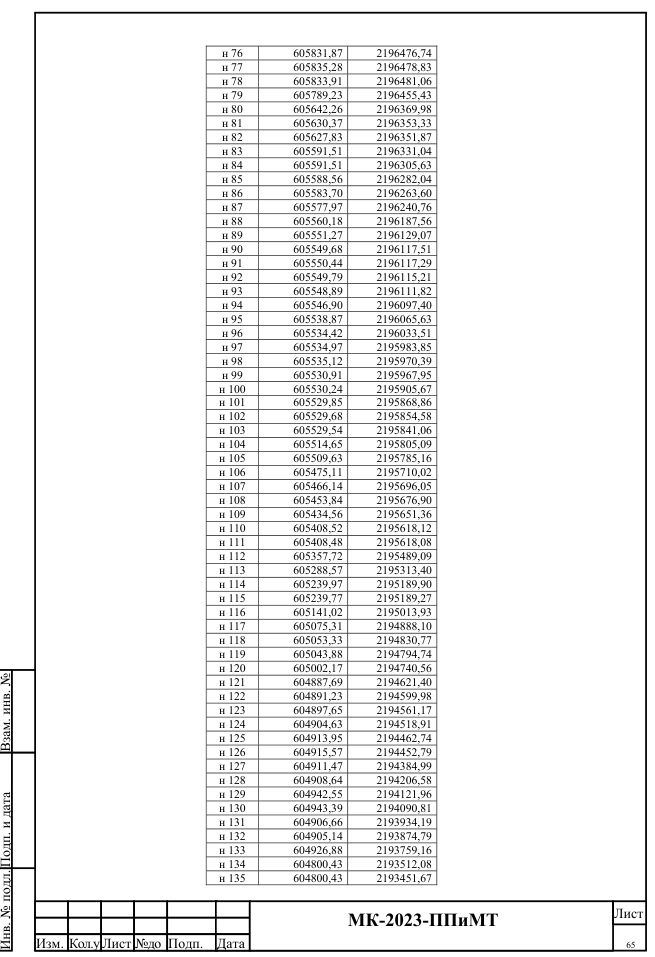 н 76 605831,87 2196476,74
н 77 605835,28 2196478,83
н 78 605833,91 2196481,06
н 79 605789,23 2196455,43
н 80 605642,26 2196369,98
н 81 605630,37 2196353,33
н 82 605627,83 2196351,87
н 83 605591,51 2196331,04
н 84 605591,51 2196305,63
н 85 605588,56 2196282,04
н 86 605583,70 2196263,60
н 87 605577,97 2196240,76
н 88 605560,18 2196187,56
н 89 605551,27 2196129,07
н 90 605549,68 2196117,51
н 91 605550,44 2196117,29
н 92 605549,79 2196115,21
н 93 605548,89 2196111,82
н 94 605546,90 2196097,40
н 95 605538,87 2196065,63
н 96 605534,42 2196033,51
н 97 605534,97 2195983,85
н 98 605535,12 2195970,39
н 99 605530,91 2195967,95
н 100 605530,24 2195905,67
н 101 605529,85 2195868,86
н 102 605529,68 2195854,58
н 103 605529,54 2195841,06
н 104 605514,65 2195805,09
н 105 605509,63 2195785,16
н 106 605475,11 2195710,02
н 107 605466,14 2195696,05
н 108 605453,84 2195676,90
н 109 605434,56 2195651,36
н 110 605408,52 2195618,12
н 111 605408,48 2195618,08
н 112 605357,72 2195489,09
н 113 605288,57 2195313,40
н 114 605239,97 2195189,90
н 115 605239,77 2195189,27
н 116 605141,02 2195013,93
н 117 605075,31 2194888,10
н 118 605053,33 2194830,77
н 119 605043,88 2194794,74
н 120 605002,17 2194740,56
н 121 604887,69 2194621,40
н 122 604891,23 2194599,98
н 123 604897,65 2194561,17
н 124 604904,63 2194518,91
н 125 604913,95 2194462,74
н 126 604915,57 2194452,79
н 127 604911,47 2194384,99
н 128 604908,64 2194206,58
н 129 604942,55 2194121,96
н 130 604943,39 2194090,81
н 131 604906,66 2193934,19
н 132 604905,14 2193874,79
н 133 604926,88 2193759,16
н 134 604800,43 2193512,08
н 135 604800,43 2193451,67
Взам. инв. №
Подп. и дата
Инв. № подл.
МК-2023-ППиМТ
Лист
65
Изм. Кол.у Лист №до Подп. Дата